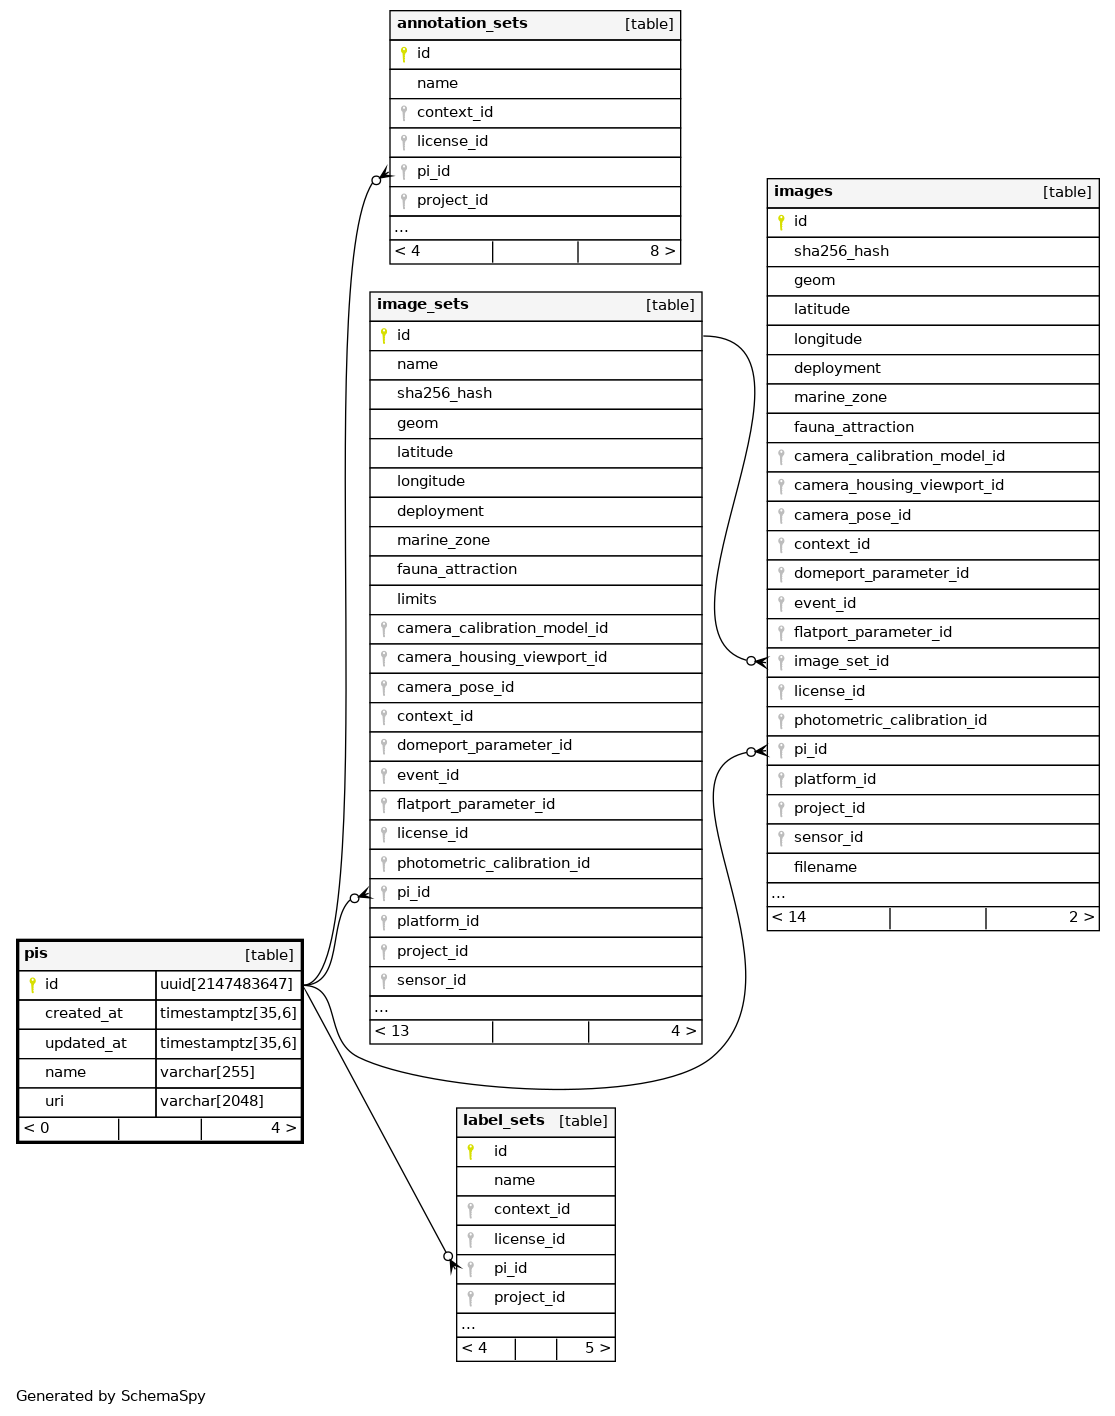 annotation_sets [table]
id
name
context_id
license_id
pi_id
project_id
...
< 4 8 >
image_sets [table]
id
name
sha256_hash
geom
latitude
longitude
deployment
marine_zone
fauna_attraction
limits
camera_calibration_model_id
camera_housing_viewport_id
camera_pose_id
context_id
domeport_parameter_id
event_id
flatport_parameter_id
license_id
photometric_calibration_id
pi_id
platform_id
project_id
sensor_id
...
< 13 4 >
images [table]
id
sha256_hash
geom
latitude
longitude
deployment
marine_zone
fauna_attraction
camera_calibration_model_id
camera_housing_viewport_id
camera_pose_id
context_id
domeport_parameter_id
event_id
flatport_parameter_id
image_set_id
license_id
photometric_calibration_id
pi_id
platform_id
project_id
sensor_id
filename
...
< 14 2 >
pis [table]
id uuid[2147483647]
created_at timestamptz[35,6]
updated_at timestamptz[35,6]
name varchar[255]
uri varchar[2048]
< 0 4 >
label_sets [table]
id
name
context_id
license_id
pi_id
project_id
...
< 4 5 >
Generated by SchemaSpy